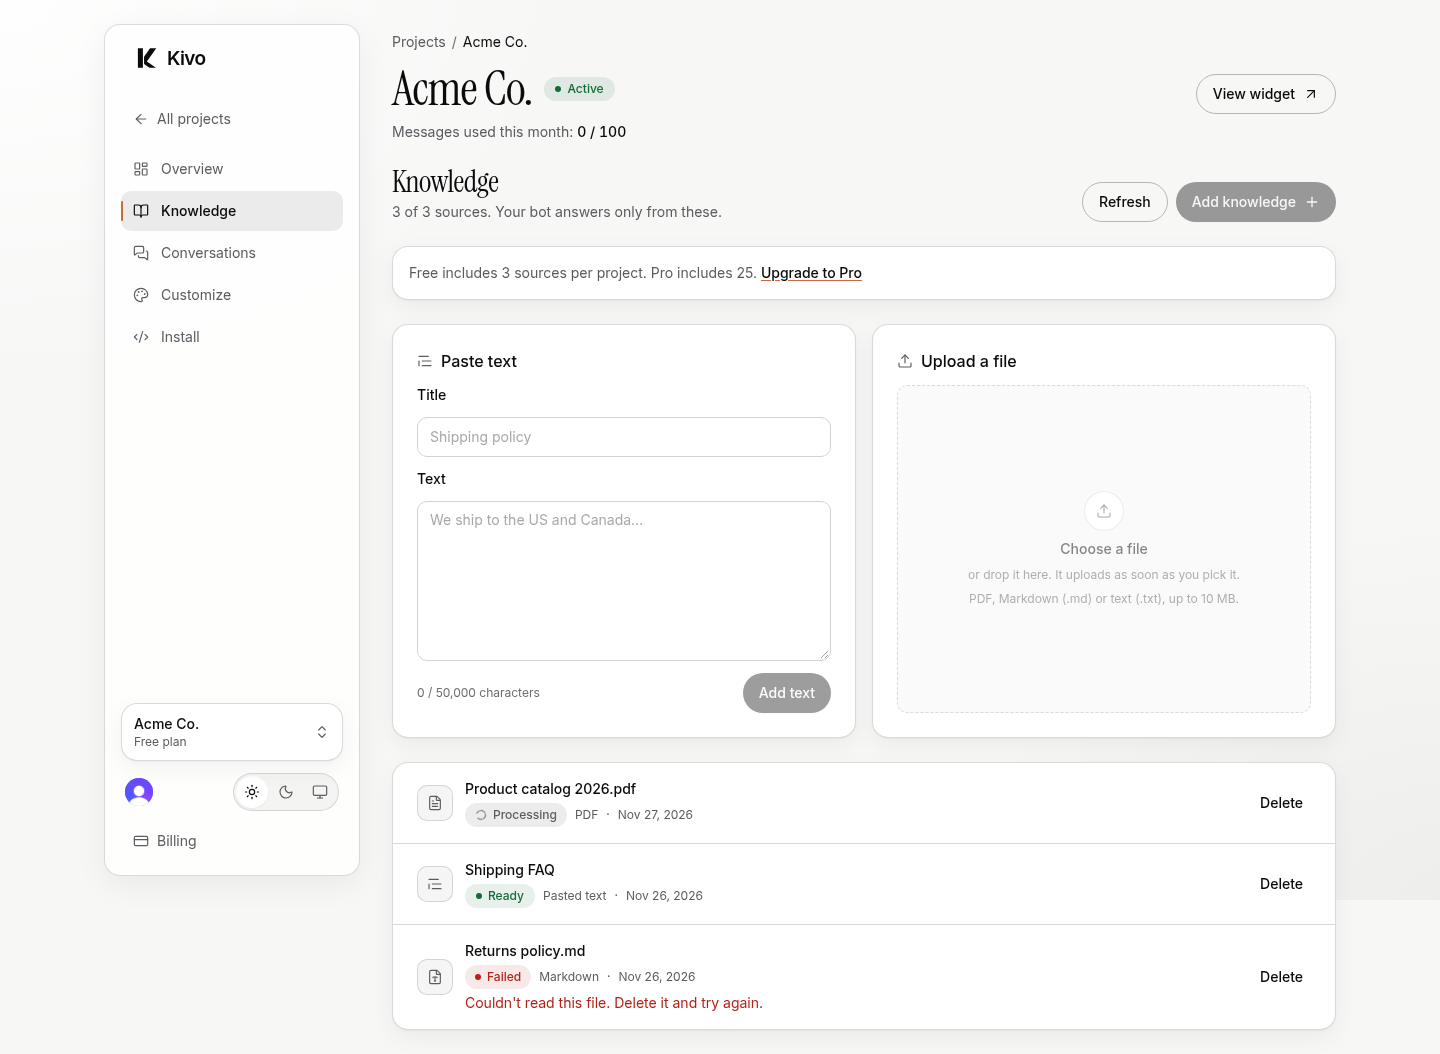 Kivo
All projects
Overview
Knowledge
Conversations
Customize
Install
Acme Co.
Free plan
Billing
Projects / Acme Co.
Acme Co.
Active
View widget
Messages used this month: 0 / 100
Knowledge
3 of 3 sources. Your bot answers only from these.
Refresh
Add knowledge
Free includes 3 sources per project. Pro includes 25. Upgrade to Pro
Paste text
Title
Shipping policy
Text
We ship to the US and Canada...
0 / 50,000 characters
Add text
Upload a file
Choose a file
or drop it here. It uploads as soon as you pick it.
PDF, Markdown (.md) or text (.txt), up to 10 MB.
Product catalog 2026.pdf
Processing PDF · Nov 27, 2026
Delete
Shipping FAQ
Ready Pasted text · Nov 26, 2026
Delete
Returns policy.md
Failed Markdown · Nov 26, 2026
Couldn't read this file. Delete it and try again.
Delete